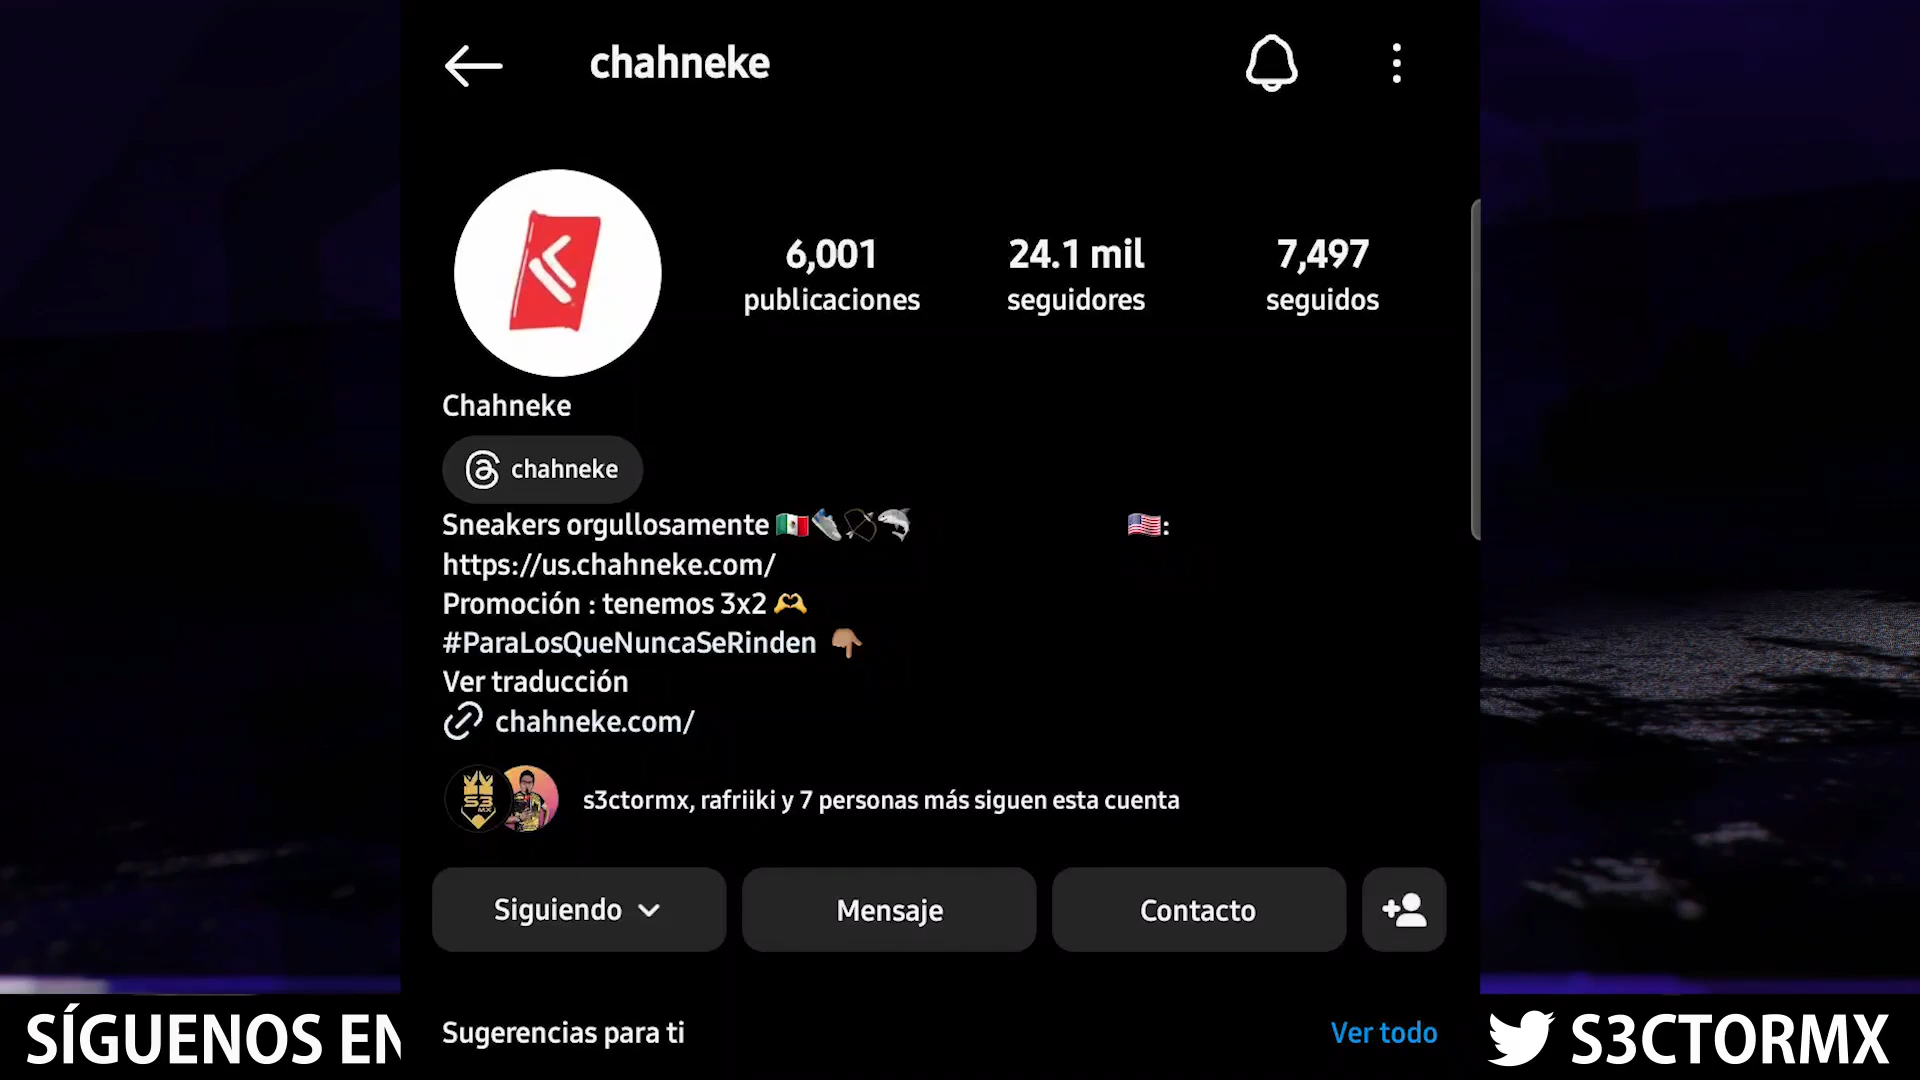 chahneke
6,001
publicaciones
24.1 mil
seguidores
7,497
seguidos
Chahneke
chahneke
Sneakers orgullosamente 🇲🇽👟🏹🦈 🇺🇸:
https://us.chahneke.com/
Promoción : tenemos 3x2 🫶
#ParaLosQueNuncaSeRinden 👇🏽
Ver traducción
chahneke.com/
S3
MX
s3ctormx, rafriiki y 7 personas más siguen esta cuenta
Siguiendo
Mensaje
Contacto
Sugerencias para ti
Ver todo
SÍGUENOS EN
S3CTORMX